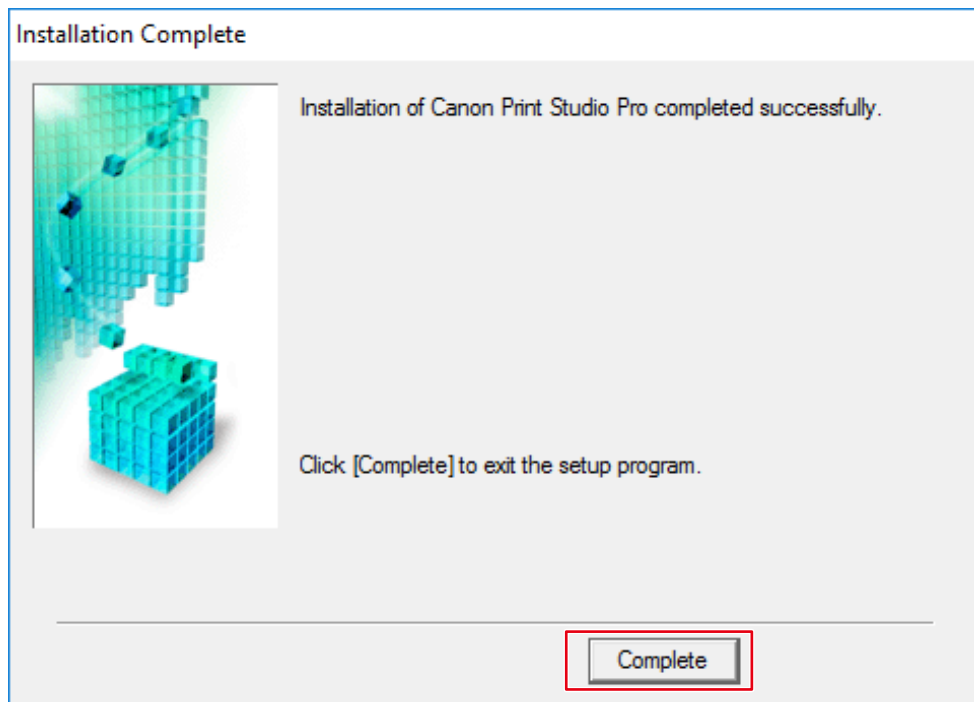 Installation Complete
Installation of Canon Print Studio Pro completed successfully.
Click [Complete] to exit the setup program.
Complete